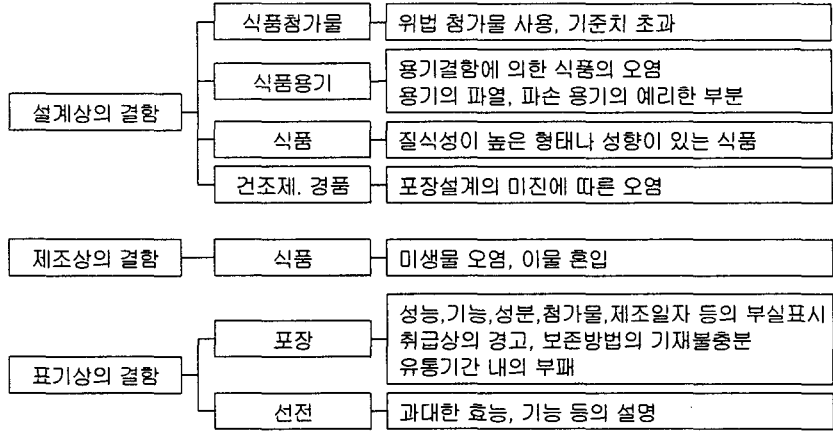 설계상의 결함
식품첨가물
위법 첨가물 사용, 기준치 초과
식품용기
용기결함에 의한 식품의 오염
용기의 파열, 파손 용기의 예리한 부분
식품
질식성이 높은 형태나 성향이 있는 식품
건조제. 경품
포장설계의 미진에 따른 오염
제조상의 결함
식품
미생물 오염, 이물 혼입
표기상의 결함
포장
성능,기능,성분,첨가물,제조일자 등의 부실표시
취급상의 경고, 보존방법의 기재불충분
유통기간 내의 부패
선전
과대한 효능, 기능 등의 설명